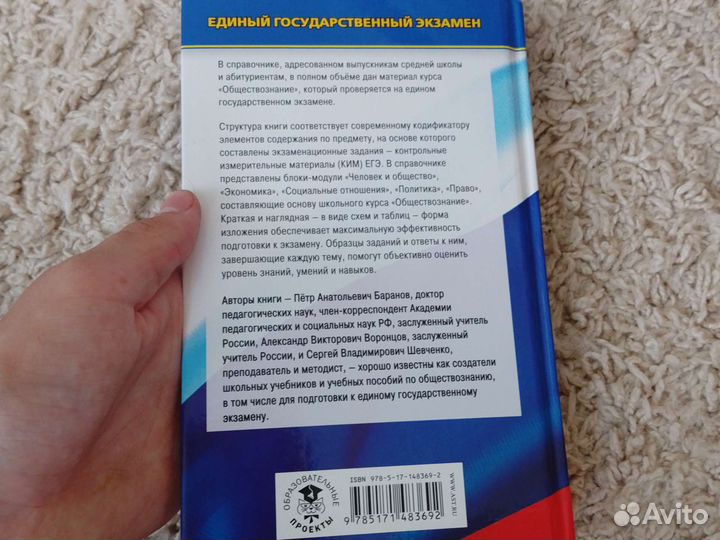 ЕДИНЫЙ ГОСУДАРСТВЕННЫЙ ЭКЗАМЕН
В справочнике, адресованном выпускникам средней школы
и абитуриентам, в полном объёме дан материал курса
«Обществознание», который проверяется на едином
государственном экзамене.
Структура книги соответствует современному кодификатору
элементов содержания по предмету, на основе которого
составлены экзаменационные задания – контрольные
измерительные материалы (КИМ) ЕГЭ. В справочнике
представлены блоки-модули «Человек и общество»,
«Экономика», «Социальные отношения», «Политика», «Право»,
составляющие основу школьного курса «Обществознание».
Краткая и наглядная – в виде схем и таблиц – форма
изложения обеспечивает максимальную эффективность
подготовки к экзамену. Образцы заданий и ответы к ним,
завершающие каждую тему, помогут объективно оценить
уровень знаний, умений и навыков.
Авторы книги – Пётр Анатольевич Баранов, доктор
педагогических наук, член-корреспондент Академии
педагогических и социальных наук РФ, заслуженный учитель
России, Александр Викторович Воронцов, заслуженный
учитель России, и Сергей Владимирович Шевченко,
преподаватель и методист, – хорошо известны как создатели
школьных учебников и учебных пособий по обществознанию,
в том числе для подготовки к единому государственному
экзамену.
ОБРАЗОВАТЕЛЬНЫЕ
ПРОЕКТЫ
ISBN 978-5-17-148369-2
9 785171 483692
WWW.AST.RU
Avito